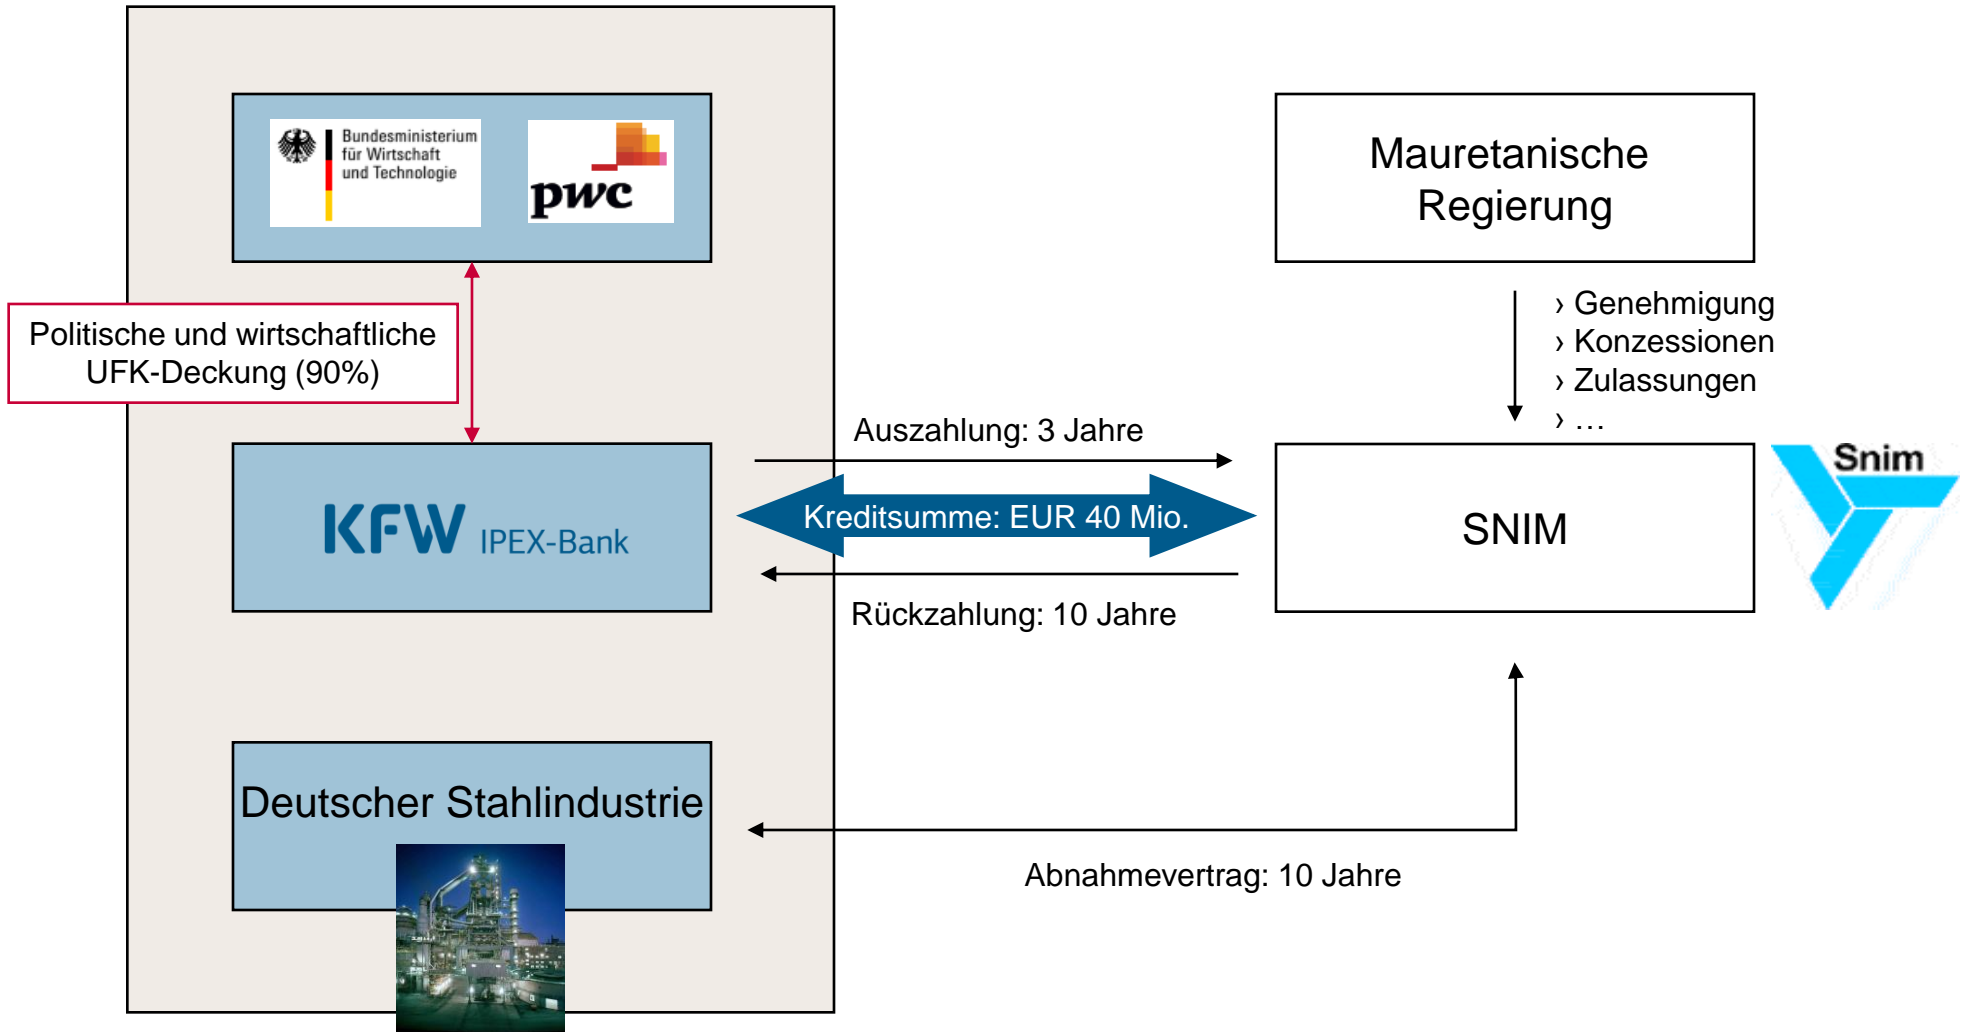 Bundesministerium
für Wirtschaft
und Technologie
pwc
Mauretanische
Regierung
Politische und wirtschaftliche
UFK-Deckung (90%)
› Genehmigung
› Konzessionen
› Zulassungen
› …
Auszahlung: 3 Jahre
KFW IPEX-Bank
Kreditsumme: EUR 40 Mio.
SNIM
Snim
Rückzahlung: 10 Jahre
Deutscher Stahlindustrie
Abnahmevertrag: 10 Jahre